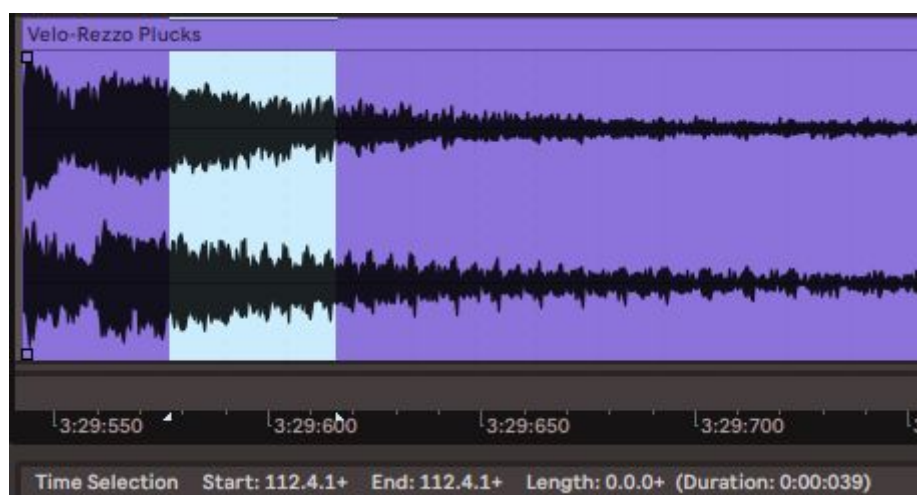 Velo-Rezzo Plucks
3:29:550 3:29:600 3:29:650 3:29:700
Time Selection Start: 112.4.1+ End: 112.4.1+ Length: 0.0.0+ (Duration: 0:00:039)